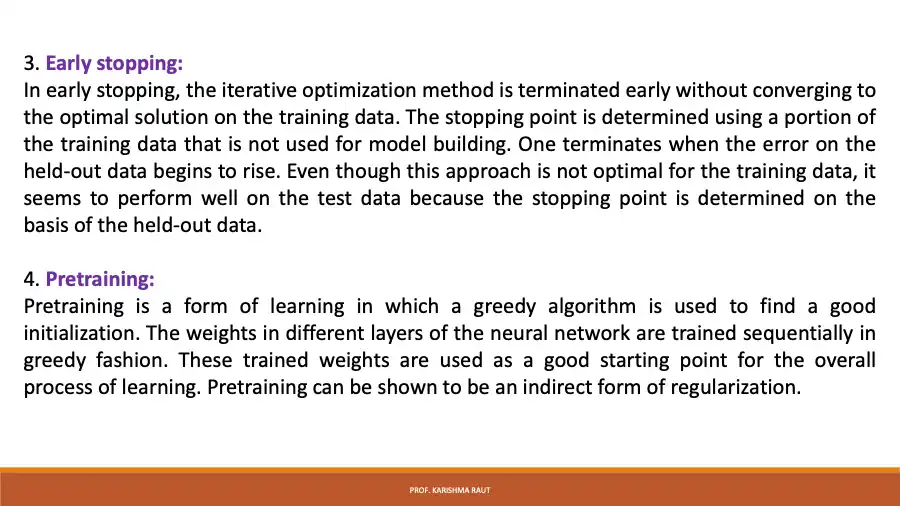 3. Early stopping:
In early stopping, the iterative optimization method is terminated early without converging to
the optimal solution on the training data. The stopping point is determined using a portion of
the training data that is not used for model building. One terminates when the error on the
held-out data begins to rise. Even though this approach is not optimal for the training data, it
seems to perform well on the test data because the stopping point is determined on the
basis of the held-out data.
4. Pretraining:
Pretraining is a form of learning in which a greedy algorithm is used to find a good
initialization. The weights in different layers of the neural network are trained sequentially in
greedy fashion. These trained weights are used as a good starting point for the overall
process of learning. Pretraining can be shown to be an indirect form of regularization.
PROF. KARISHMA RAUT